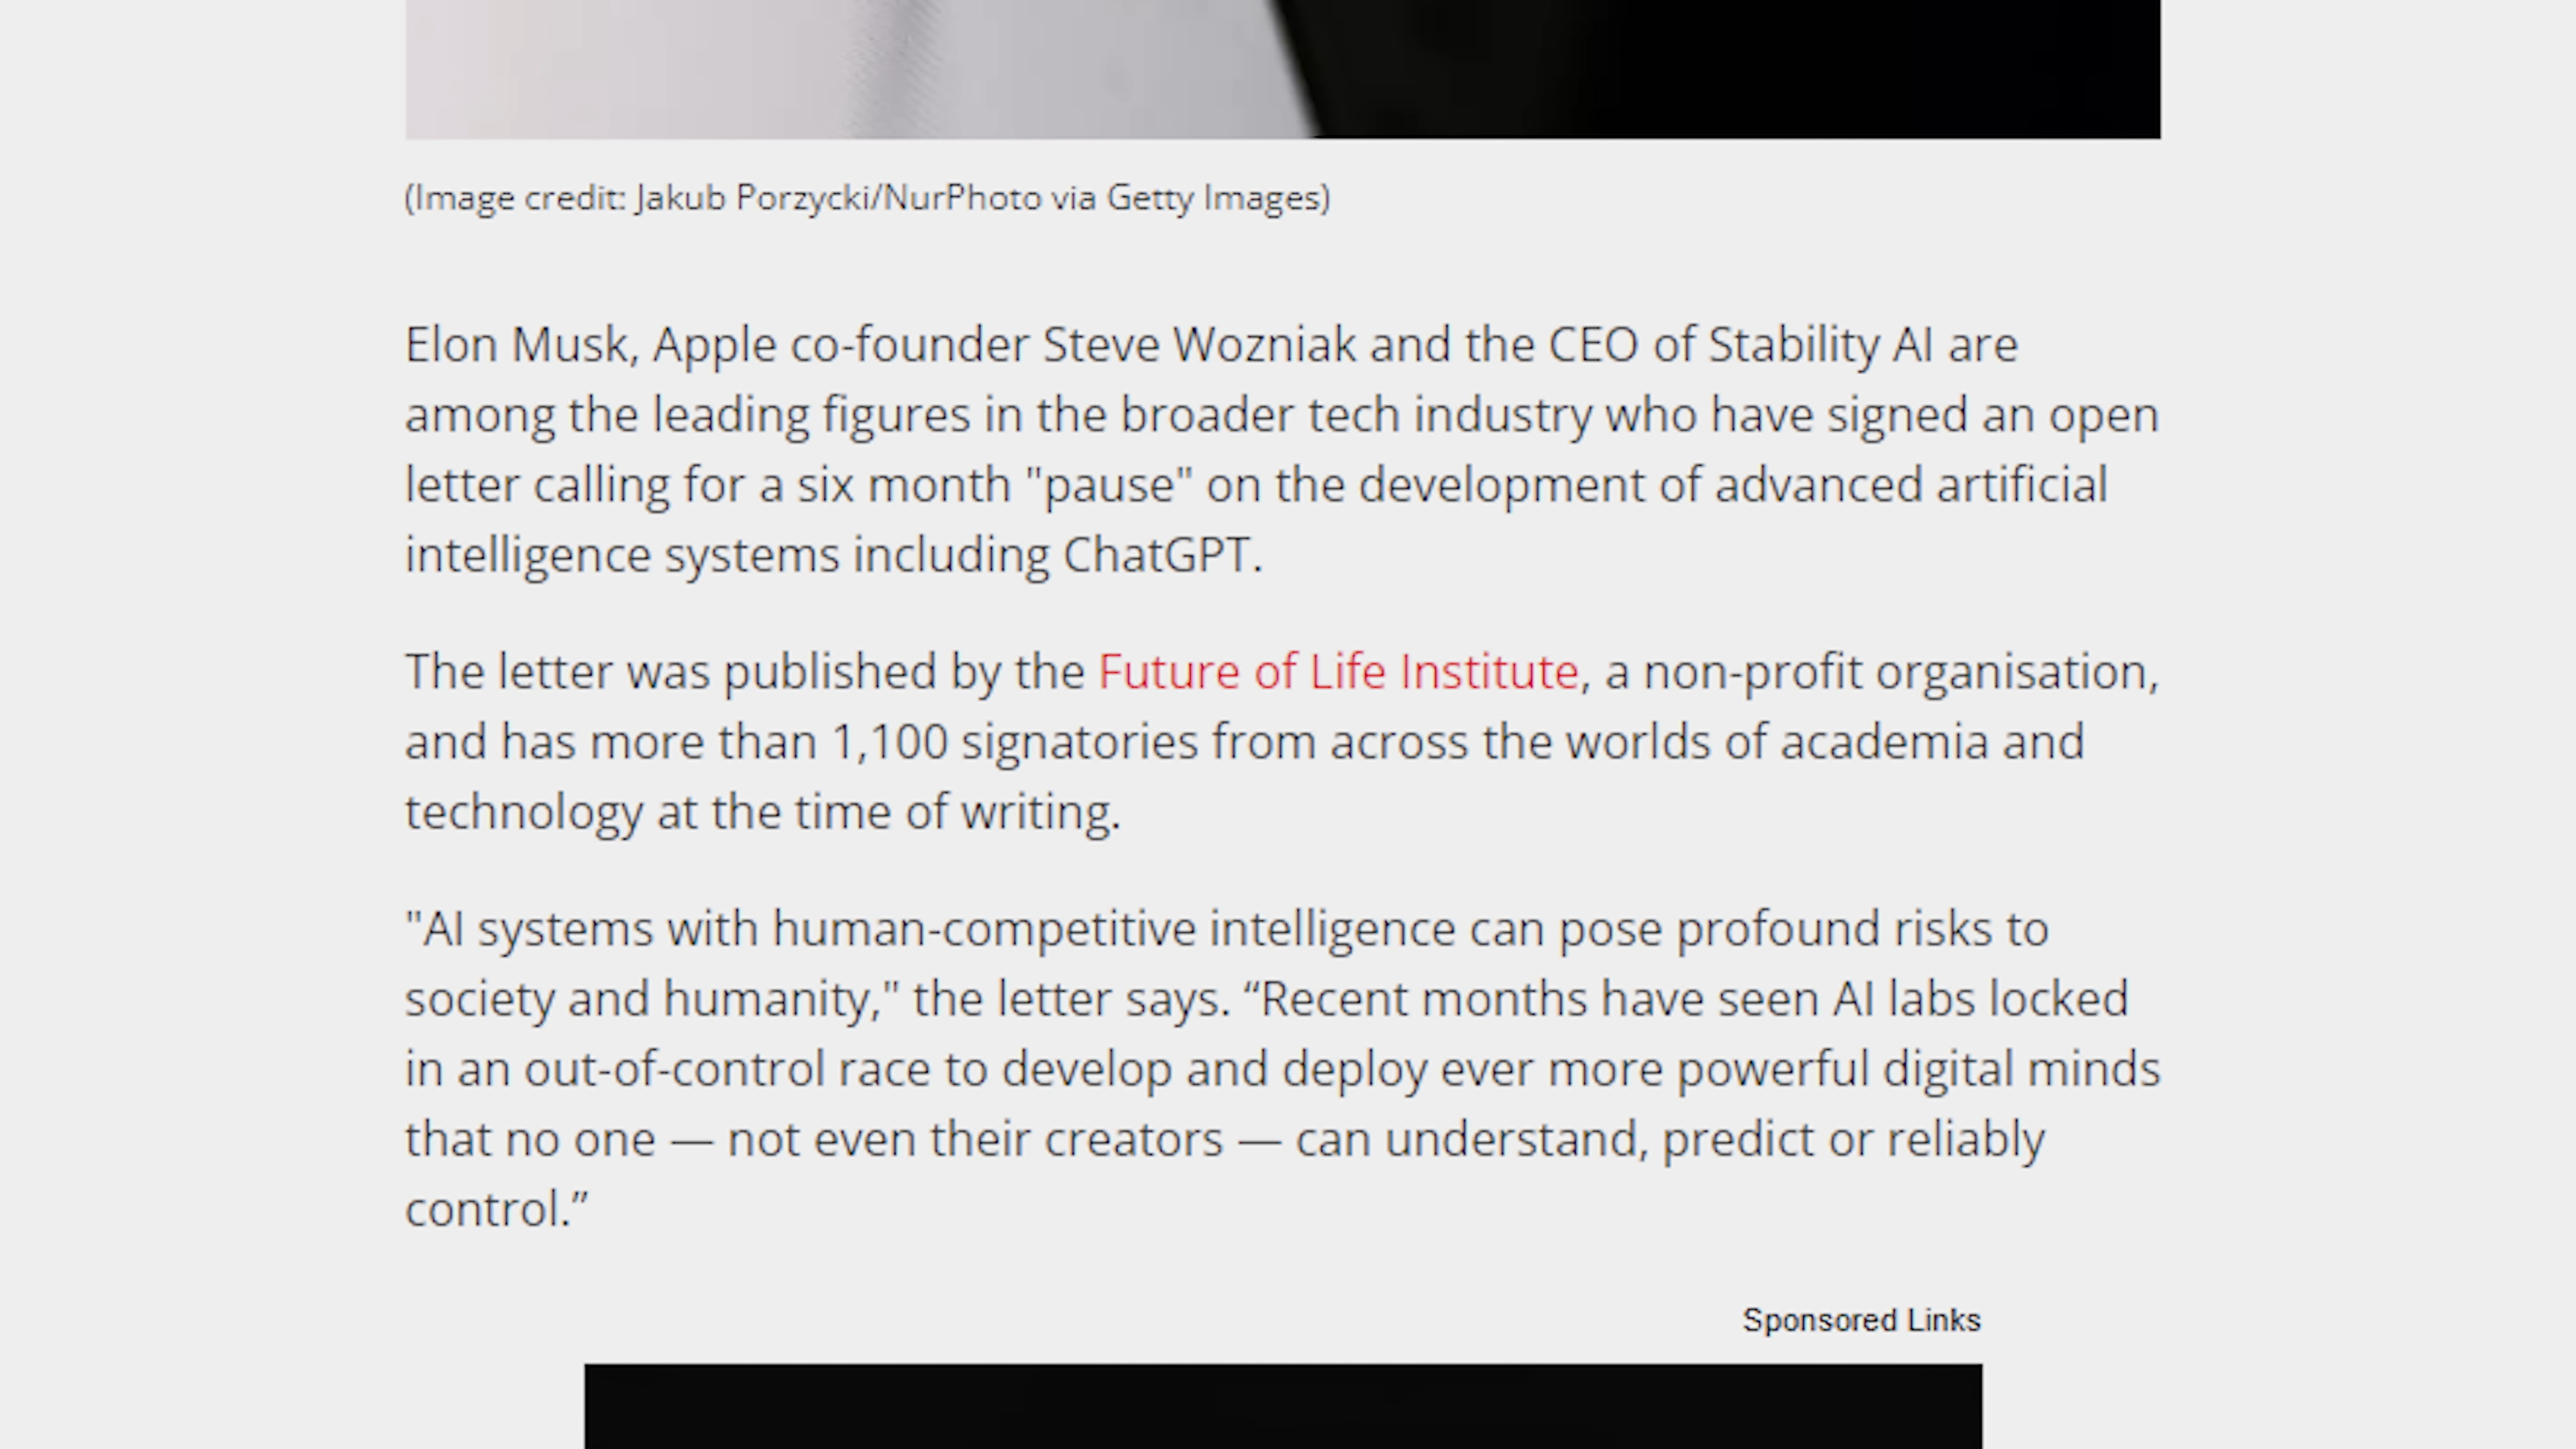 (Image credit: Jakub Porzycki/NurPhoto via Getty Images)
Elon Musk, Apple co-founder Steve Wozniak and the CEO of Stability AI are
among the leading figures in the broader tech industry who have signed an open
letter calling for a six month "pause" on the development of advanced artificial
intelligence systems including ChatGPT.
The letter was published by the Future of Life Institute, a non-profit organisation,
and has more than 1,100 signatories from across the worlds of academia and
technology at the time of writing.
"AI systems with human-competitive intelligence can pose profound risks to
society and humanity," the letter says. “Recent months have seen AI labs locked
in an out-of-control race to develop and deploy ever more powerful digital minds
that no one — not even their creators — can understand, predict or reliably
control.”
Sponsored Links